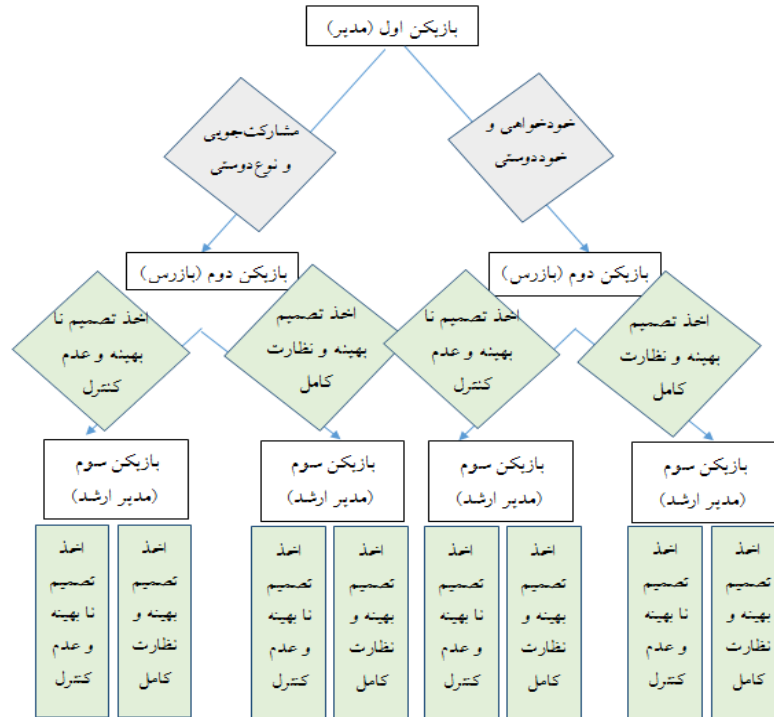 بازیکن اول (مدیر)
خودخواهی و
خوددوستی
مشارکت‌جویی
و نوع‌دوستی
بازیکن دوم (بازرس)
بازیکن دوم (بازرس)
اخذ تصمیم
بهینه و نظارت
کامل
اخذ تصمیم نا
بهینه و عدم
کنترل
اخذ تصمیم
بهینه و نظارت
کامل
اخذ تصمیم نا
بهینه و عدم
کنترل
بازیکن سوم
(مدیر ارشد)
بازیکن سوم
(مدیر ارشد)
بازیکن سوم
(مدیر ارشد)
بازیکن سوم
(مدیر ارشد)
اخذ
تصمیم
بهینه و
نظارت
کامل
اخذ
تصمیم
نا بهینه
و عدم
کنترل
اخذ
تصمیم
بهینه و
نظارت
کامل
اخذ
تصمیم
نا بهینه
و عدم
کنترل
اخذ
تصمیم
بهینه و
نظارت
کامل
اخذ
تصمیم
نا بهینه
و عدم
کنترل
اخذ
تصمیم
بهینه و
نظارت
کامل
اخذ
تصمیم
نا بهینه
و عدم
کنترل